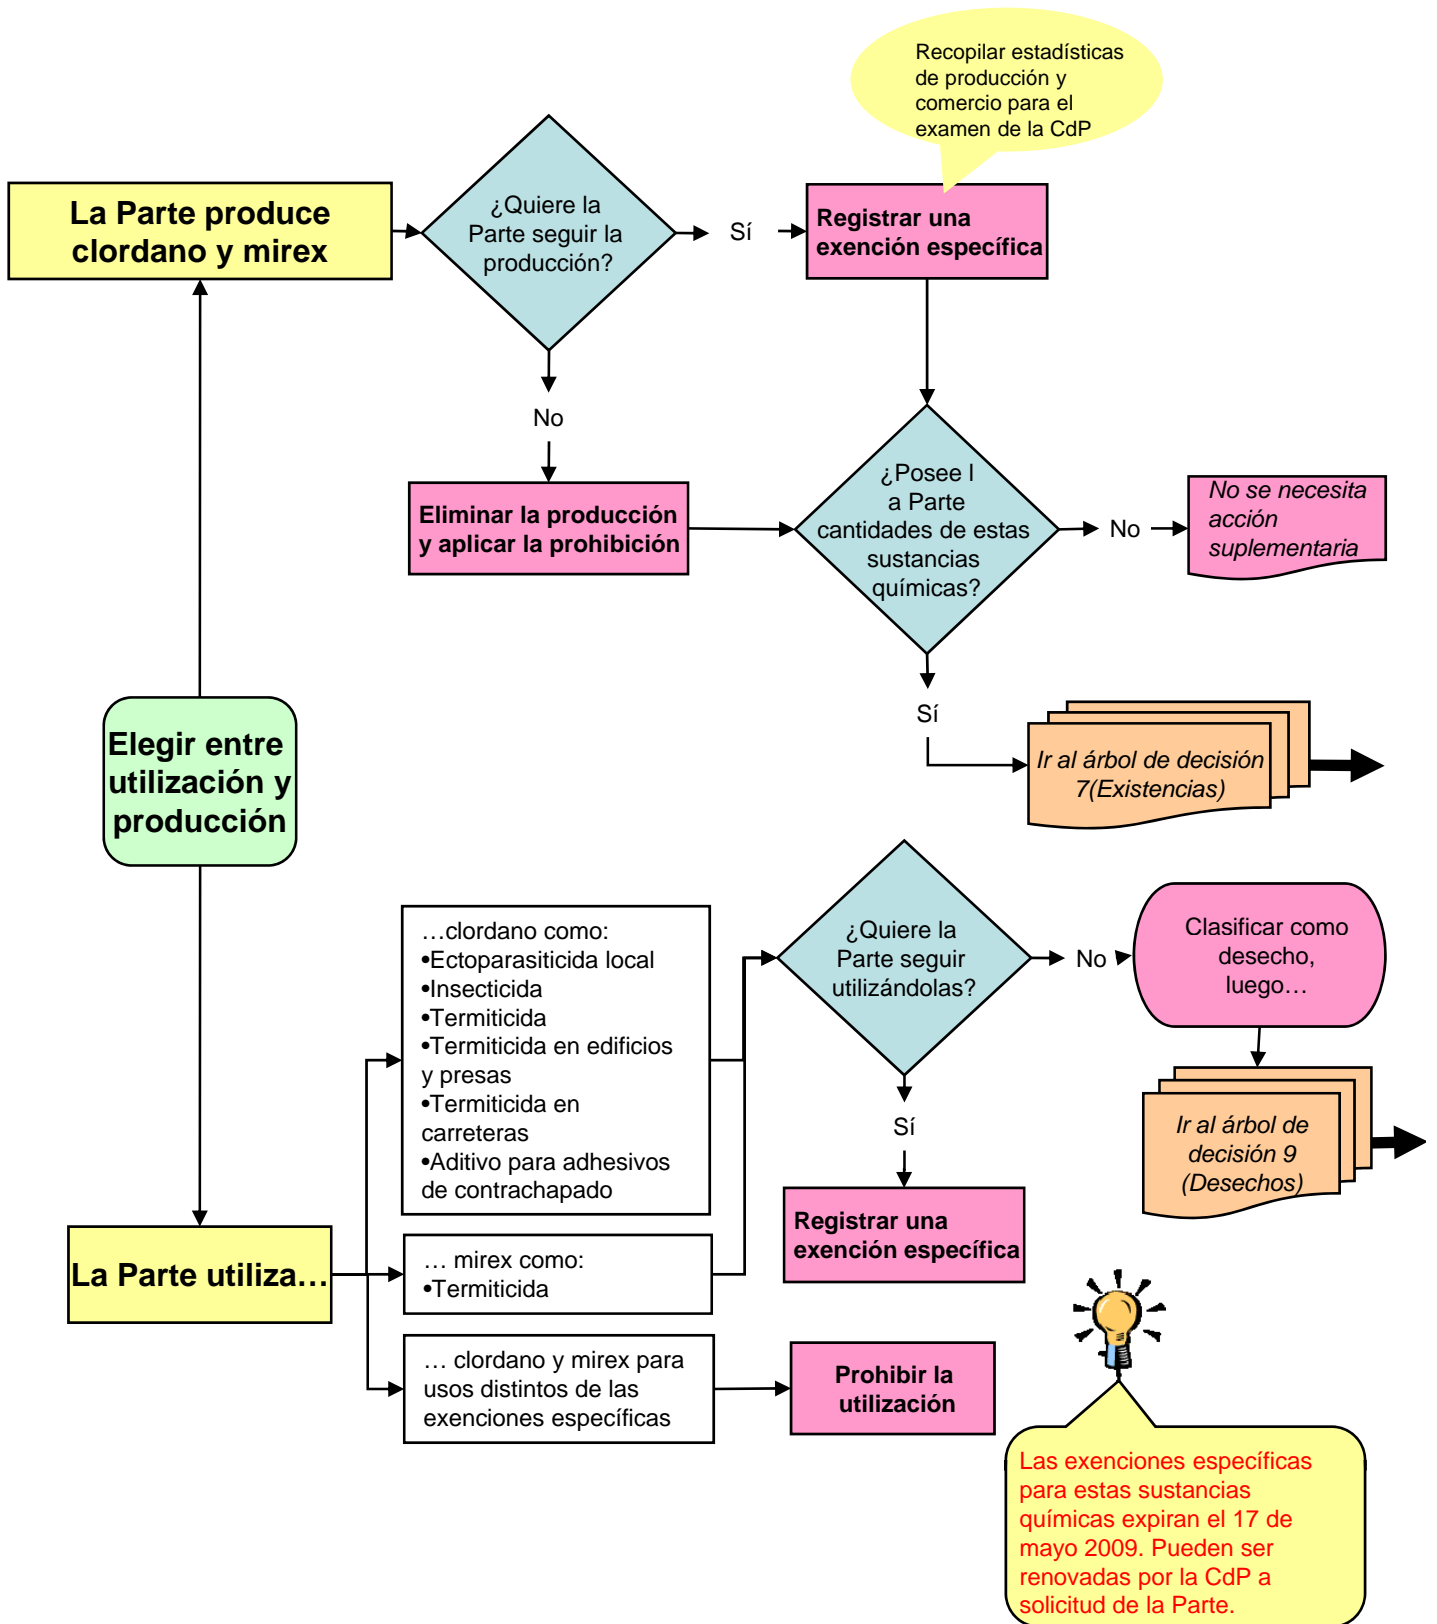 Recopilar estadísticas
de producción y
comercio para el
examen de la CdP
La Parte produce
clordano y mirex
¿Quiere la
Parte seguir la
producción?
Sí
Registrar una
exención específica
No
Eliminar la producción
y aplicar la prohibición
¿Posee l
a Parte
cantidades de estas
sustancias
químicas?
No
No se necesita
acción
suplementaria
Sí
Ir al árbol de decisión
7(Existencias)
Elegir entre
utilización y
producción
…clordano como:
•Ectoparasiticida local
•Insecticida
•Termiticida
•Termiticida en edificios
y presas
•Termiticida en
carreteras
•Aditivo para adhesivos
de contrachapado
¿Quiere la
Parte seguir
utilizándolas?
No
Clasificar como
desecho,
luego…
Ir al árbol de
decisión 9
(Desechos)
Sí
Registrar una
exención específica
La Parte utiliza…
… mirex como:
•Termiticida
… clordano y mirex para
usos distintos de las
exenciones específicas
Prohibir la
utilización
Las exenciones específicas
para estas sustancias
químicas expiran el 17 de
mayo 2009. Pueden ser
renovadas por la CdP a
solicitud de la Parte.